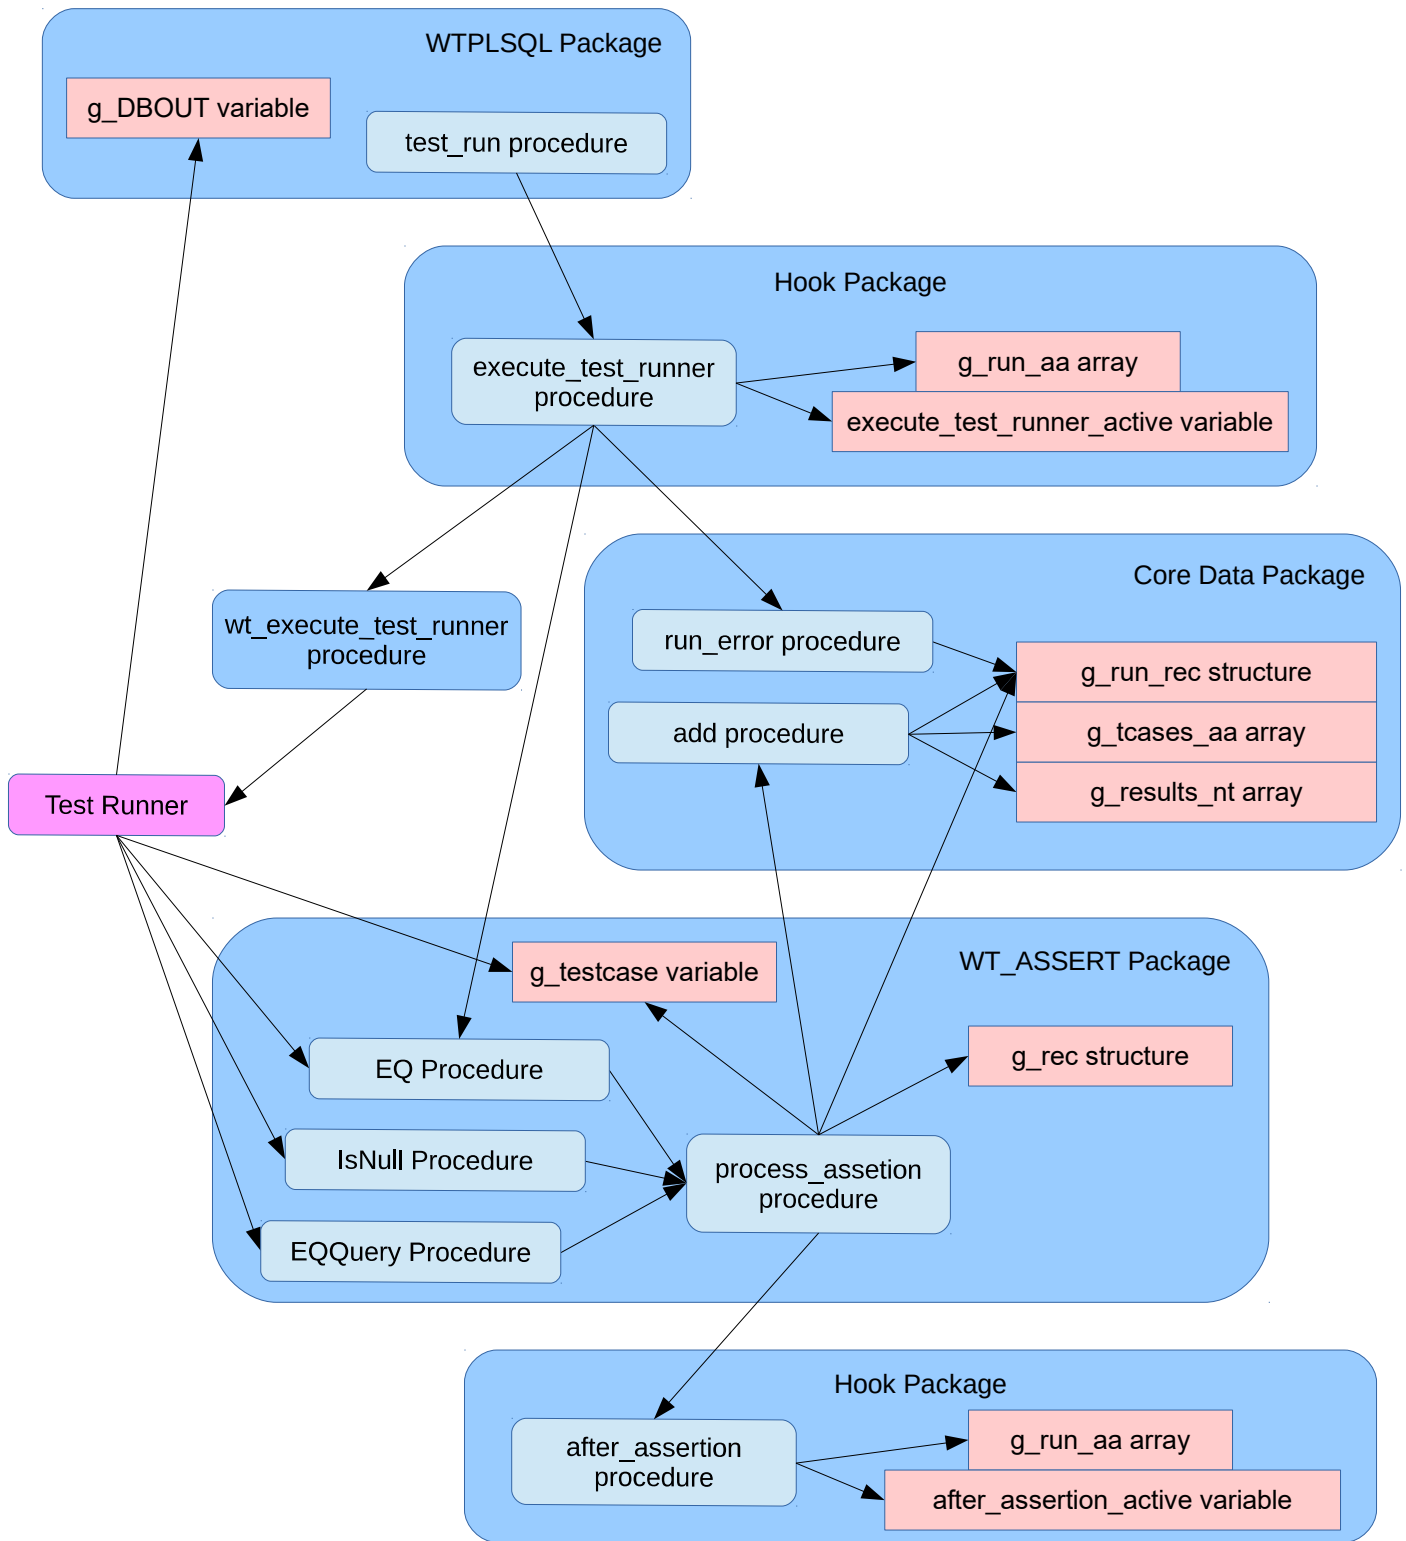 WTPLSQL Package
g_DBOUT variable
test_run procedure
Hook Package
execute_test_runner
procedure
g_run_aa array
execute_test_runner_active variable
Core Data Package
wt_execute_test_runner
procedure
run_error procedure
add procedure
g_run_rec structure
g_tcases_aa array
g_results_nt array
Test Runner
WT_ASSERT Package
g_testcase variable
g_rec structure
EQ Procedure
IsNull Procedure
EQQuery Procedure
process_assetion
procedure
Hook Package
after_assertion
procedure
g_run_aa array
after_assertion_active variable